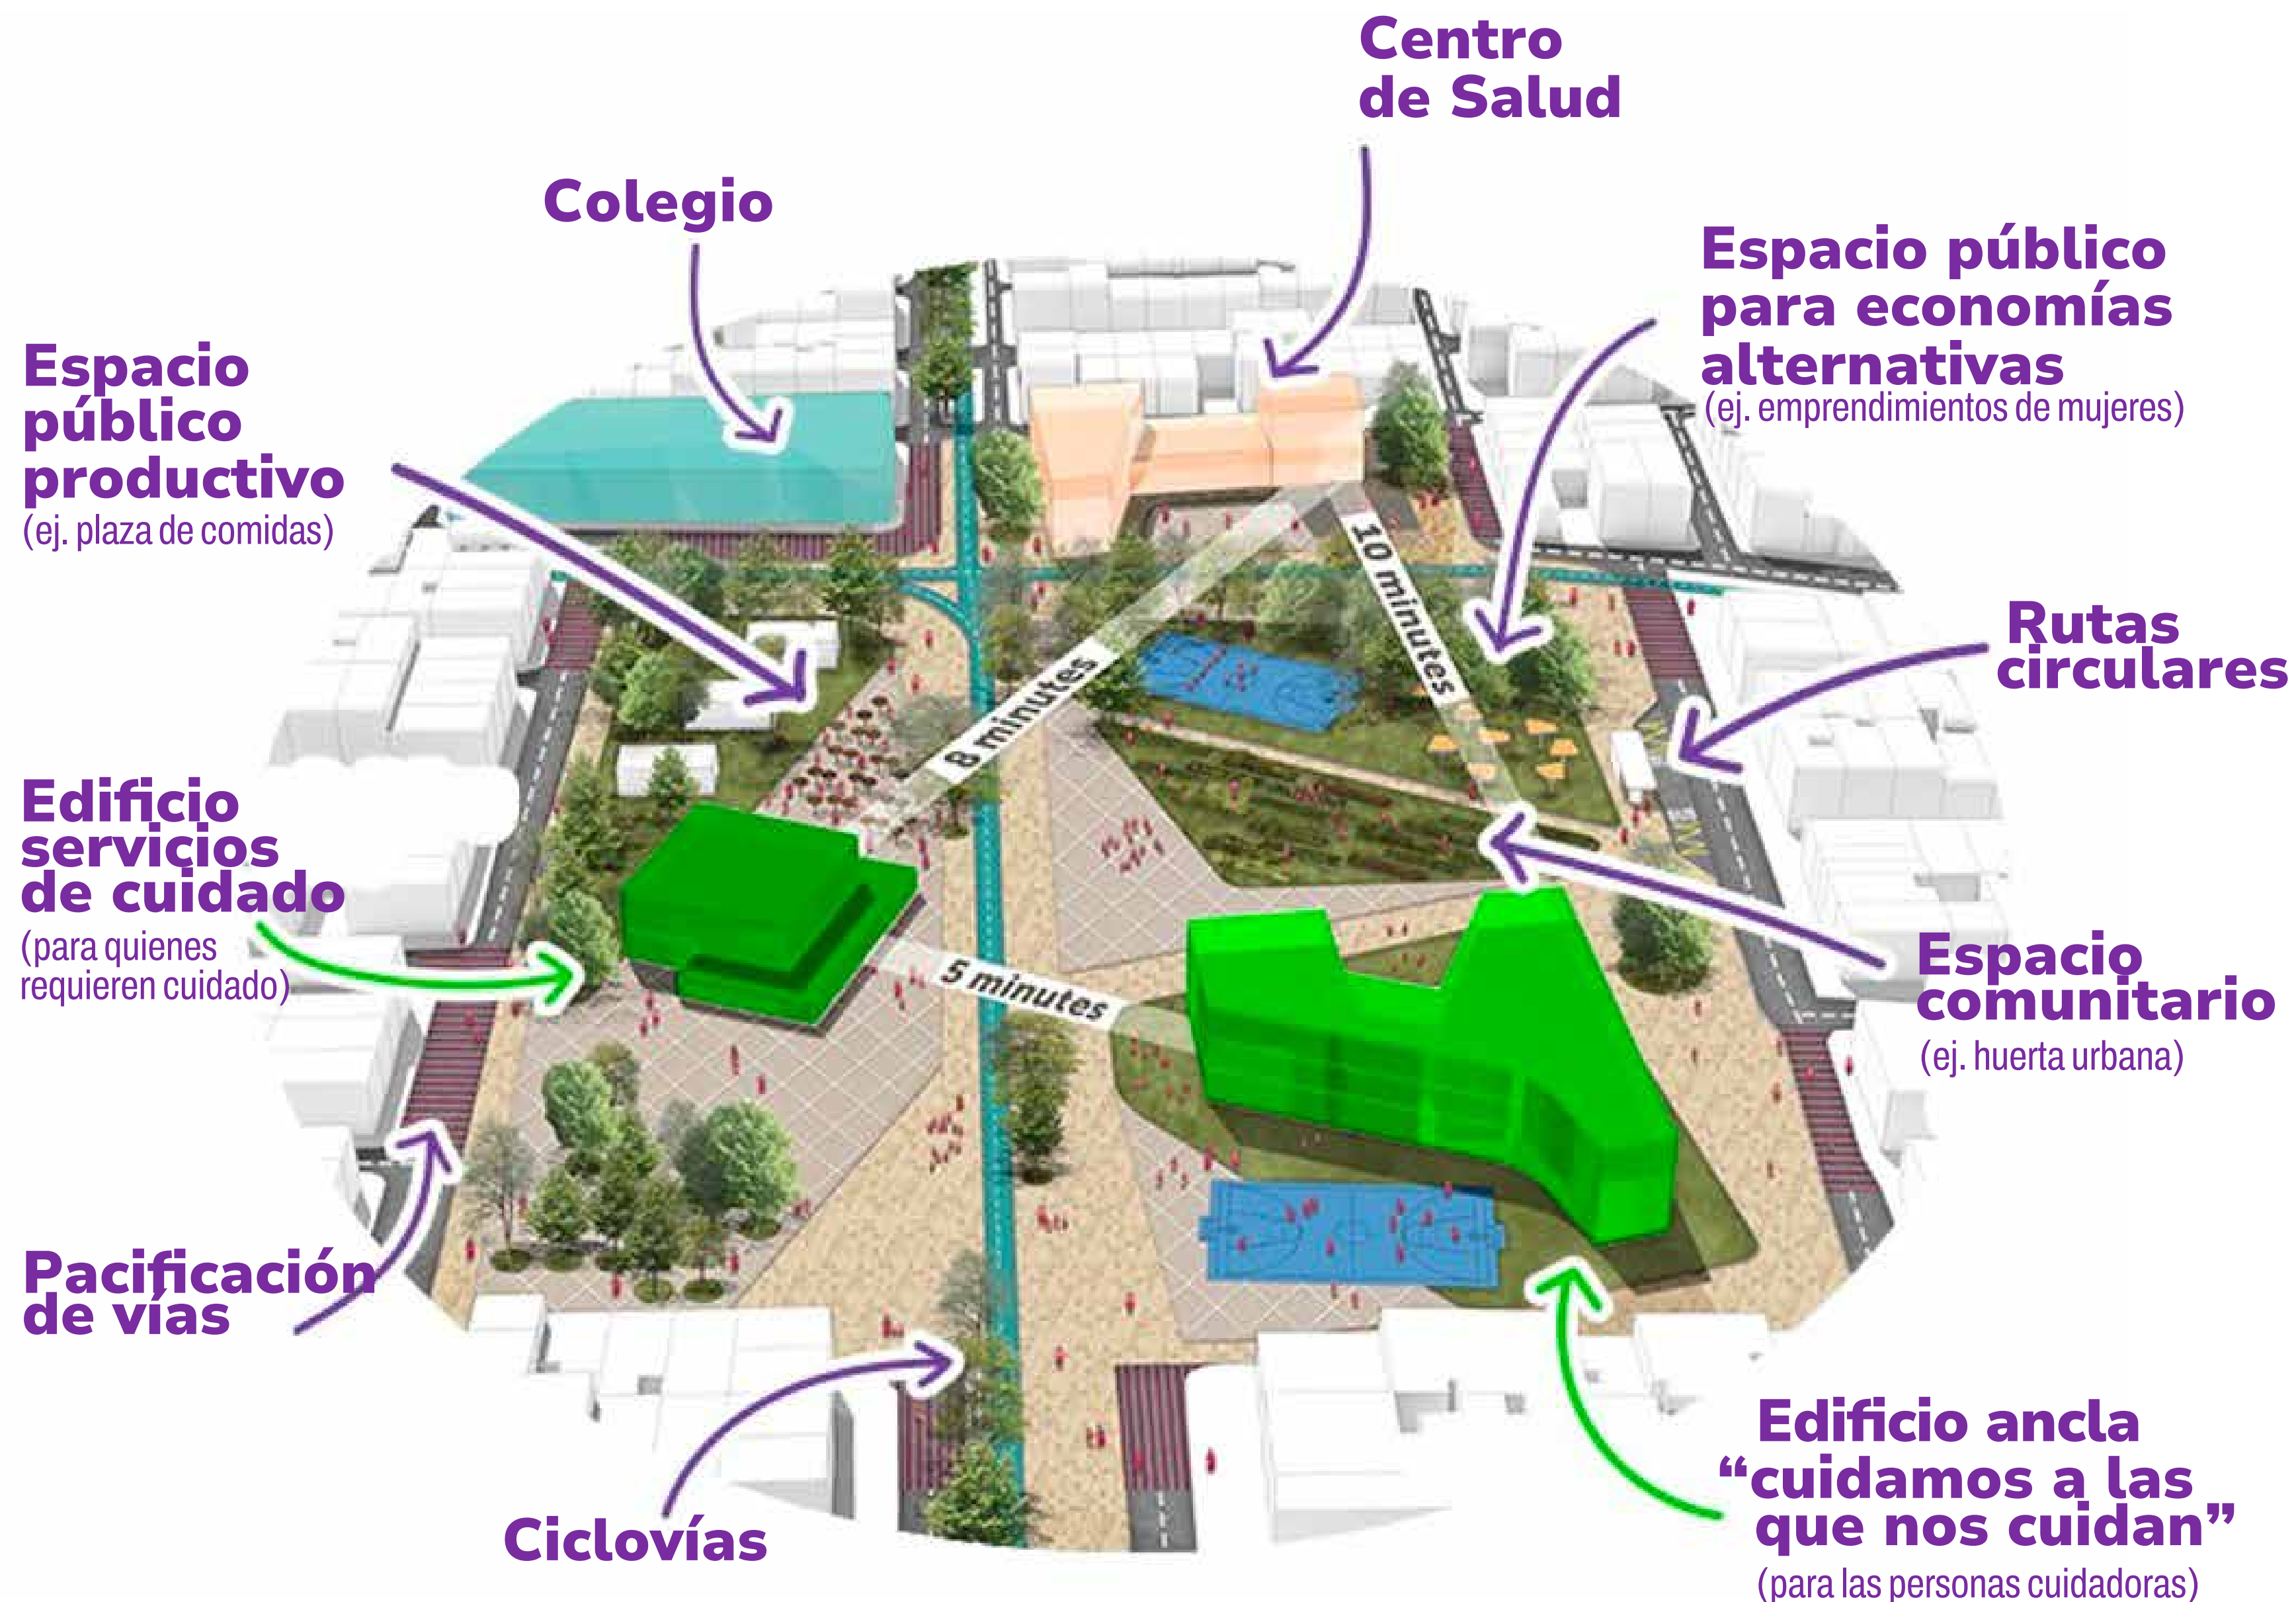 Centro
de Salud
Colegio
Espacio público
para economías
alternativas
(ej. emprendimientos de mujeres)
Espacio
público
productivo
(ej. plaza de comidas)
10 minutes
8 minutes
Rutas
circulares
Edificio
servicios
de cuidado
(para quienes
requieren cuidado)
5 minutes
Espacio
comunitario
(ej. huerta urbana)
Pacificación
de vías
Ciclovías
Edificio ancla
“cuidamos a las
que nos cuidan”
(para las personas cuidadoras)